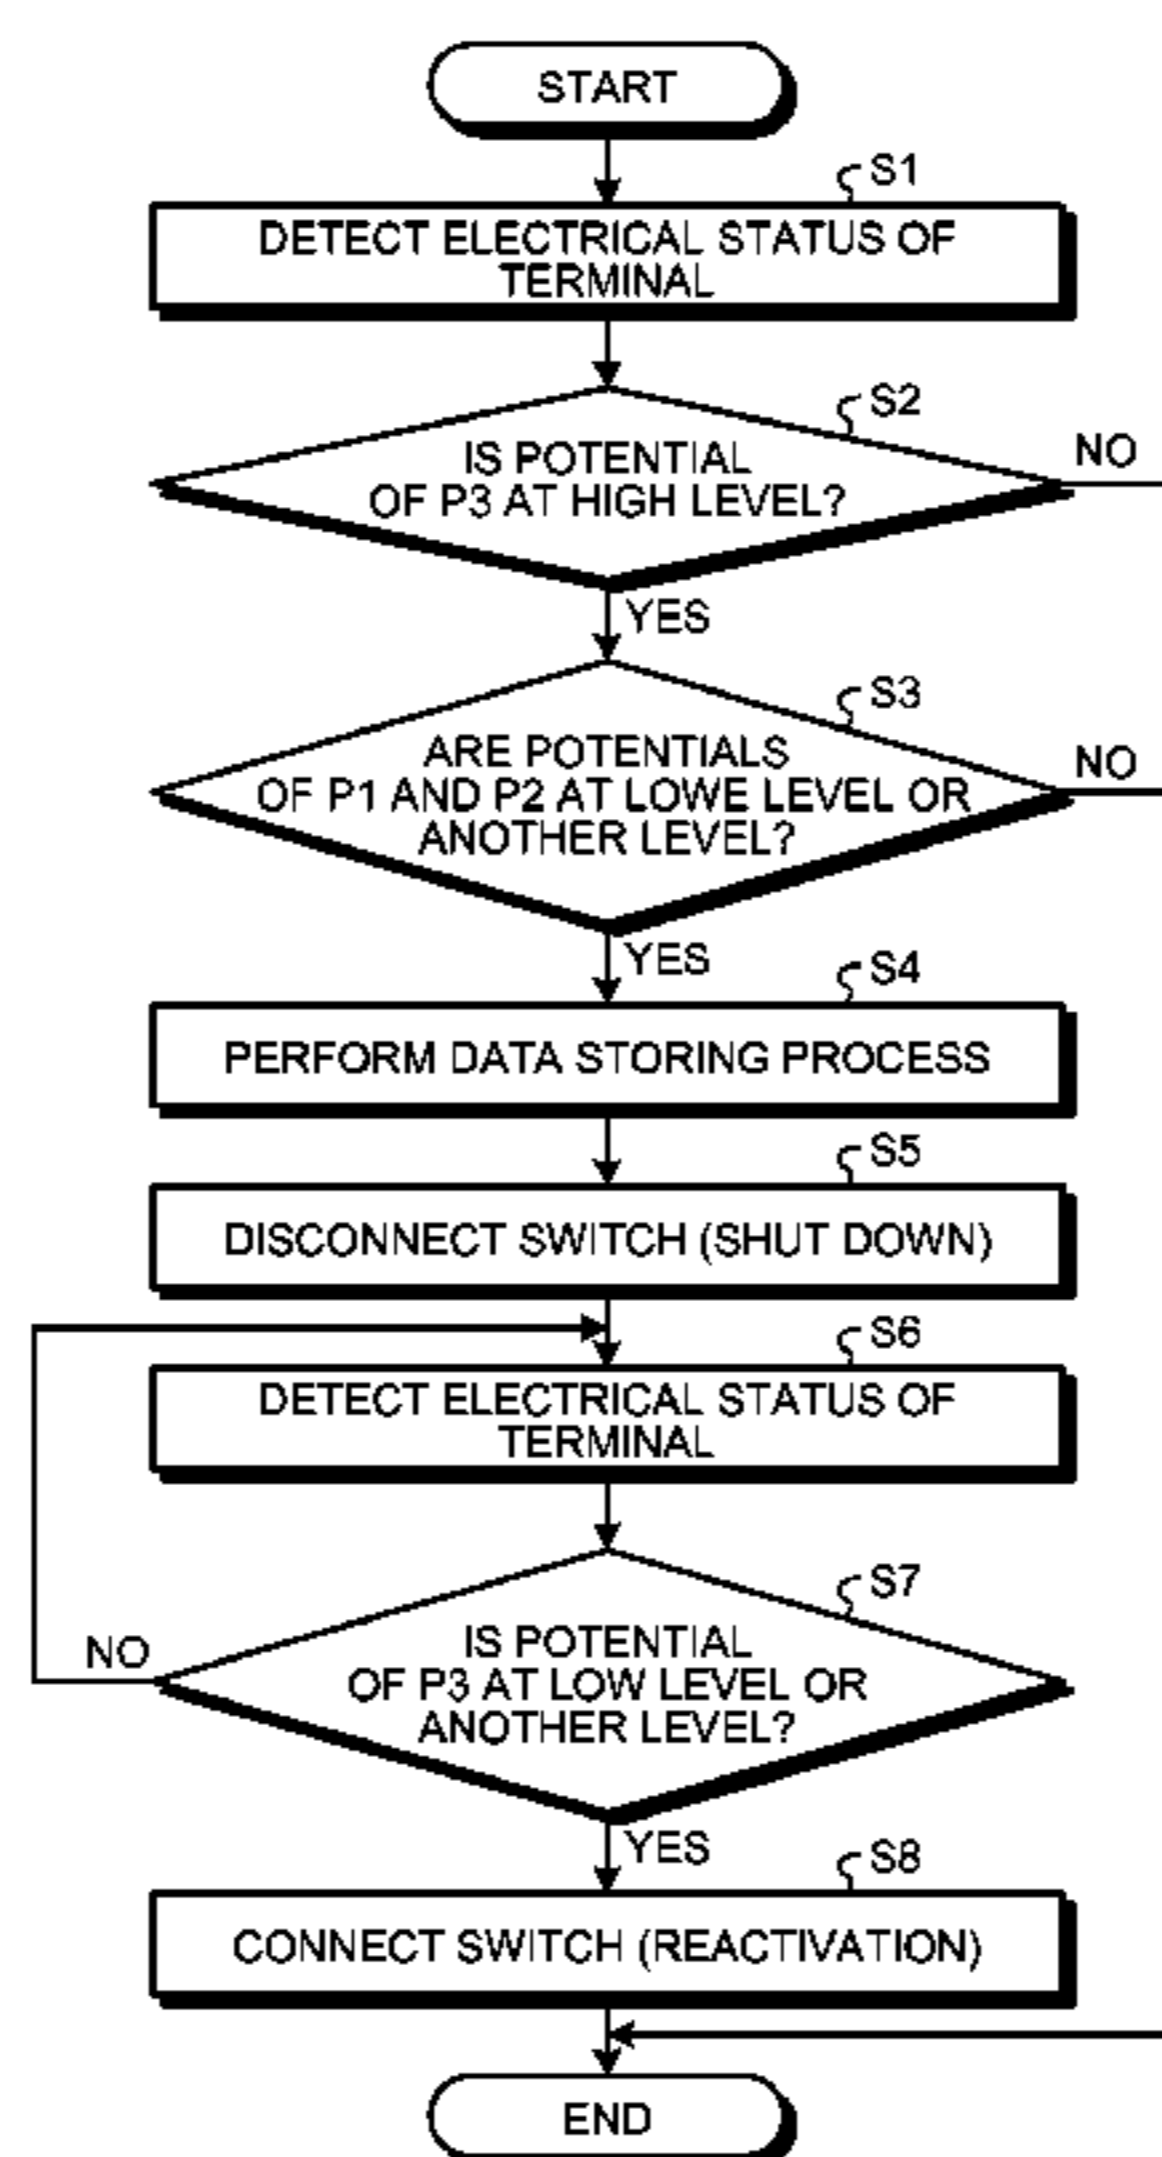 START
S1
DETECT ELECTRICAL STATUS OF
TERMINAL
S2
IS POTENTIAL
OF P3 AT HIGH LEVEL?
NO
YES
S3
ARE POTENTIALS
OF P1 AND P2 AT LOWE LEVEL OR
ANOTHER LEVEL?
NO
YES
S4
PERFORM DATA STORING PROCESS
S5
DISCONNECT SWITCH (SHUT DOWN)
S6
DETECT ELECTRICAL STATUS OF
TERMINAL
S7
IS POTENTIAL
OF P3 AT LOW LEVEL OR
ANOTHER LEVEL?
NO
YES
S8
CONNECT SWITCH (REACTIVATION)
END